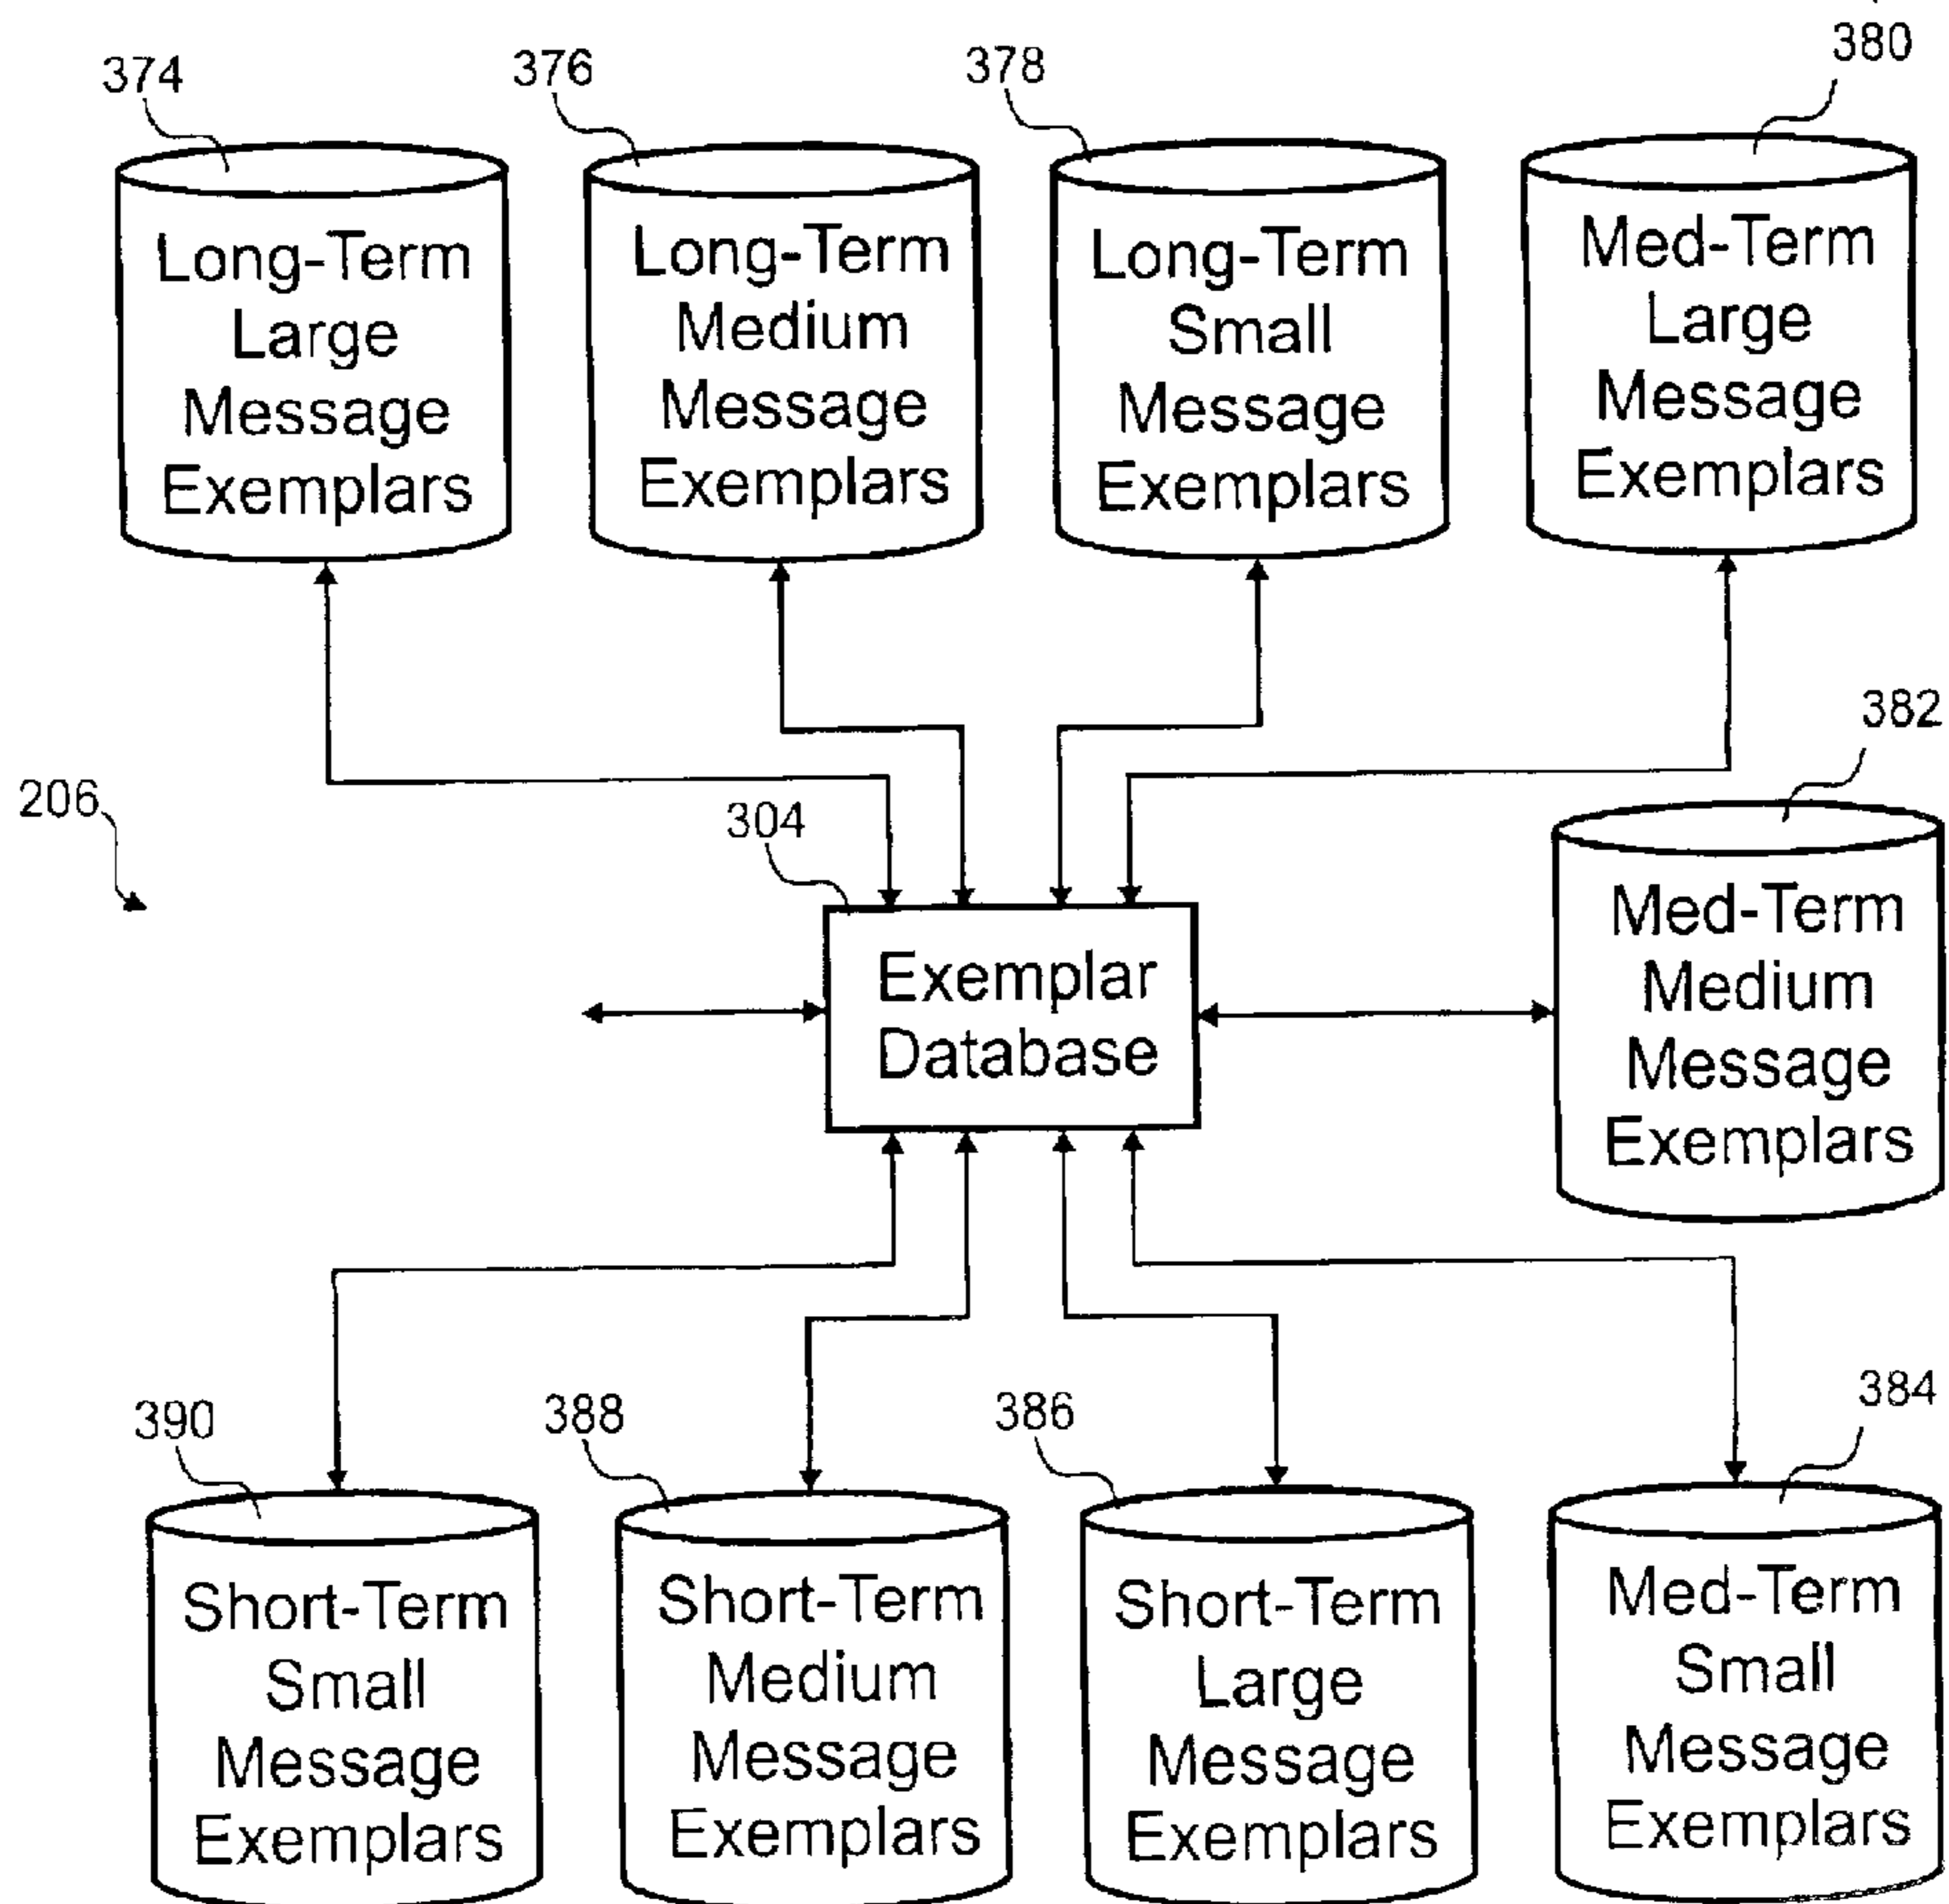 380
374
376
378
Long-Term
Large
Message
Exemplars
Long-Term
Medium
Message
Exemplars
Long-Term
Small
Message
Exemplars
Med-Term
Large
Message
Exemplars
382
206
304
Exemplar
Database
Med-Term
Medium
Message
Exemplars
390
388
386
384
Short-Term
Small
Message
Exemplars
Short-Term
Medium
Message
Exemplars
Short-Term
Large
Message
Exemplars
Med-Term
Small
Message
Exemplars